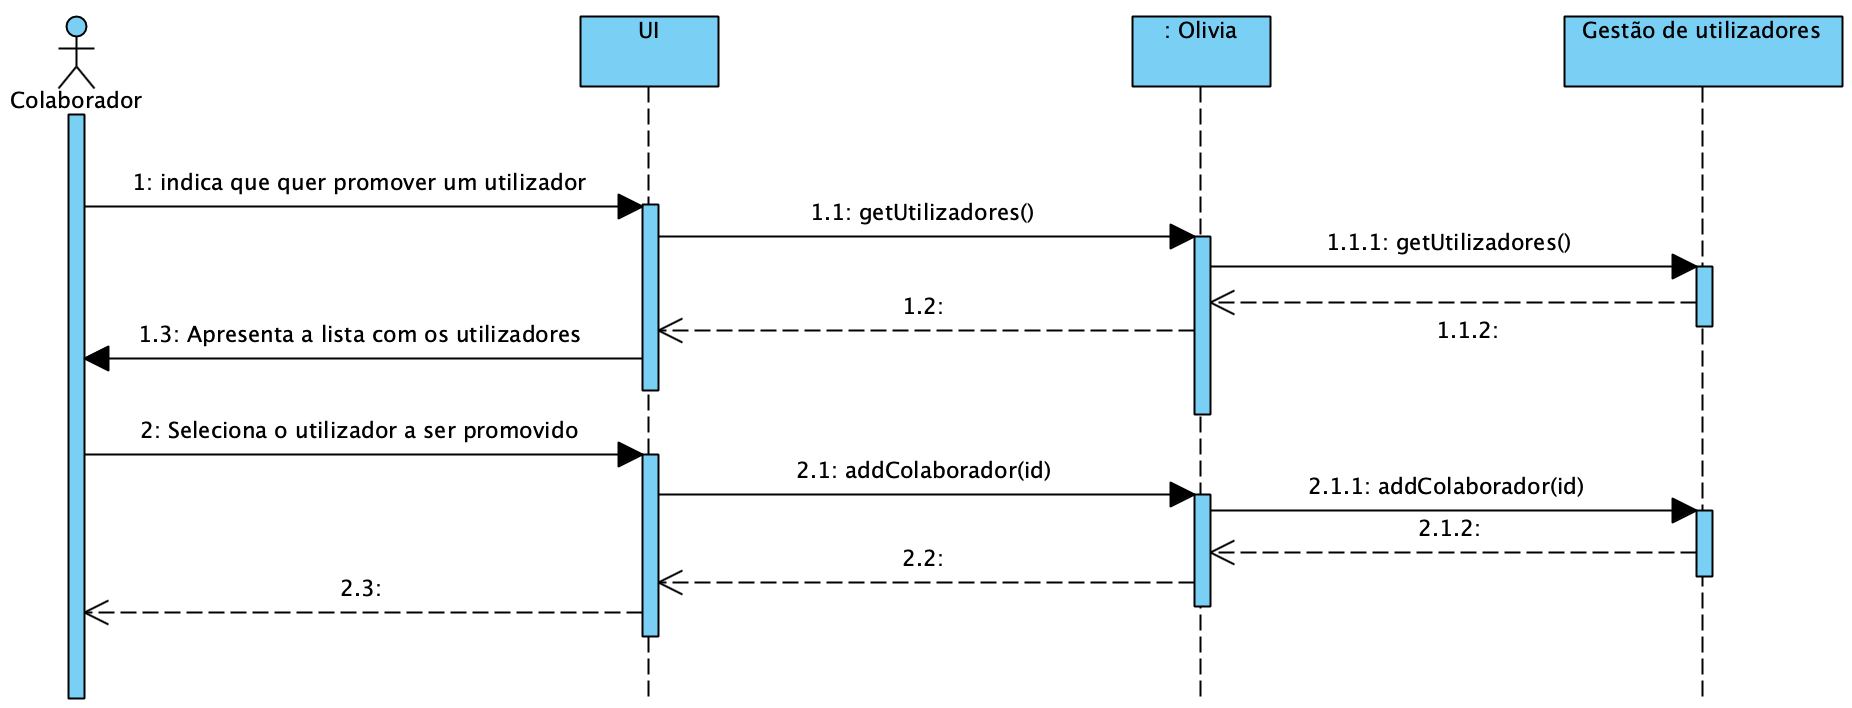 UI
: Olivia
Gestão de utilizadores
Colaborador
1: indica que quer promover um utilizador
1.1: getUtilizadores()
1.1.1: getUtilizadores()
1.2:
1.1.2:
1.3: Apresenta a lista com os utilizadores
2: Seleciona o utilizador a ser promovido
2.1: addColaborador(id)
2.1.1: addColaborador(id)
2.1.2:
2.2:
2.3: